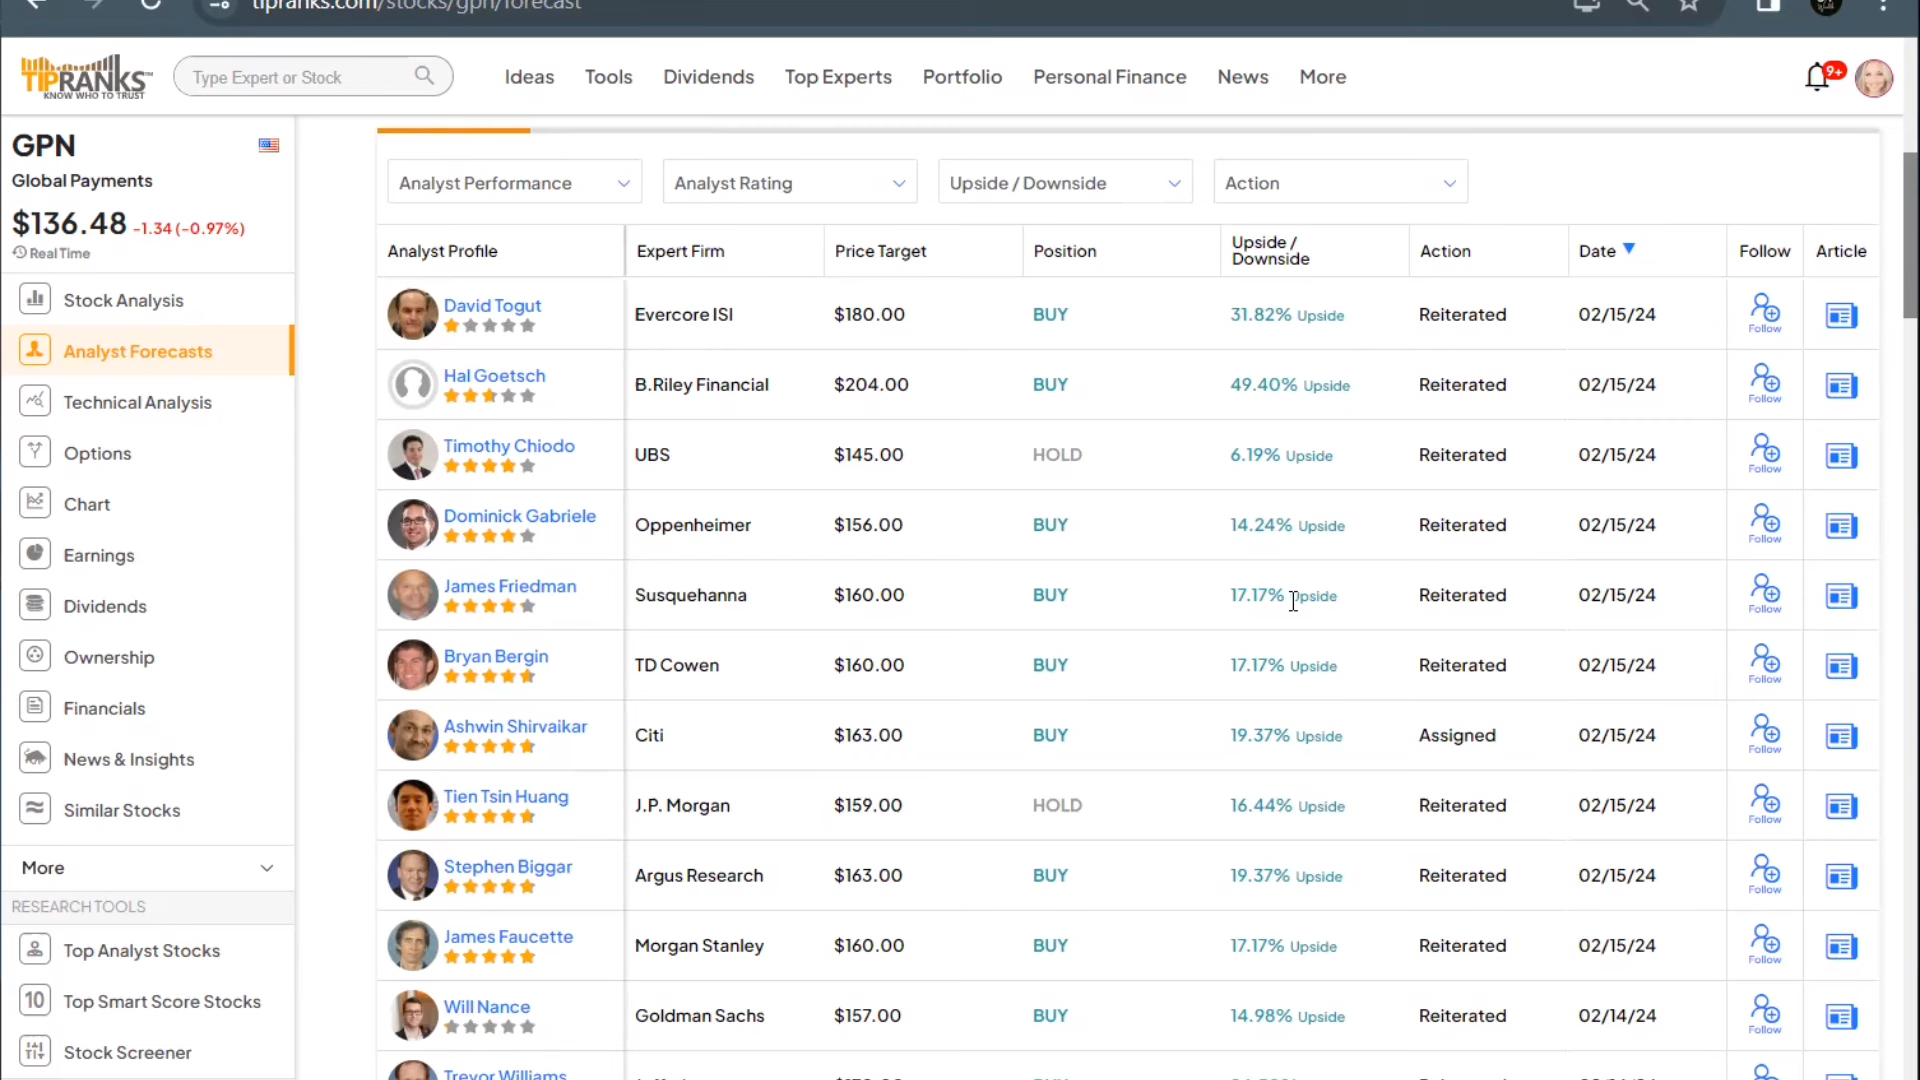 tipranks.com/stocks/gpn/forecast
TIPRANKS™
KNOW WHO TO TRUST
Type Expert or Stock
Ideas Tools Dividends Top Experts Portfolio Personal Finance News More
9+
GPN
Global Payments
$136.48 -1.34 (-0.97%)
Real Time
Stock Analysis
Analyst Forecasts
Technical Analysis
Options
Chart
Earnings
Dividends
Ownership
Financials
News & Insights
Similar Stocks
More
RESEARCH TOOLS
Top Analyst Stocks
10 Top Smart Score Stocks
Stock Screener
Analyst Performance Analyst Rating Upside / Downside Action
Analyst Profile Expert Firm Price Target Position Upside / Downside Action Date Follow Article
David Togut Evercore ISI $180.00 BUY 31.82% Upside Reiterated 02/15/24 Follow
Hal Goetsch B.Riley Financial $204.00 BUY 49.40% Upside Reiterated 02/15/24 Follow
Timothy Chiodo UBS $145.00 HOLD 6.19% Upside Reiterated 02/15/24 Follow
Dominick Gabriele Oppenheimer $156.00 BUY 14.24% Upside Reiterated 02/15/24 Follow
James Friedman Susquehanna $160.00 BUY 17.17% Upside Reiterated 02/15/24 Follow
Bryan Bergin TD Cowen $160.00 BUY 17.17% Upside Reiterated 02/15/24 Follow
Ashwin Shirvaikar Citi $163.00 BUY 19.37% Upside Assigned 02/15/24 Follow
Tien Tsin Huang J.P. Morgan $159.00 HOLD 16.44% Upside Reiterated 02/15/24 Follow
Stephen Biggar Argus Research $163.00 BUY 19.37% Upside Reiterated 02/15/24 Follow
James Faucette Morgan Stanley $160.00 BUY 17.17% Upside Reiterated 02/15/24 Follow
Will Nance Goldman Sachs $157.00 BUY 14.98% Upside Reiterated 02/14/24 Follow
Trevor Williams